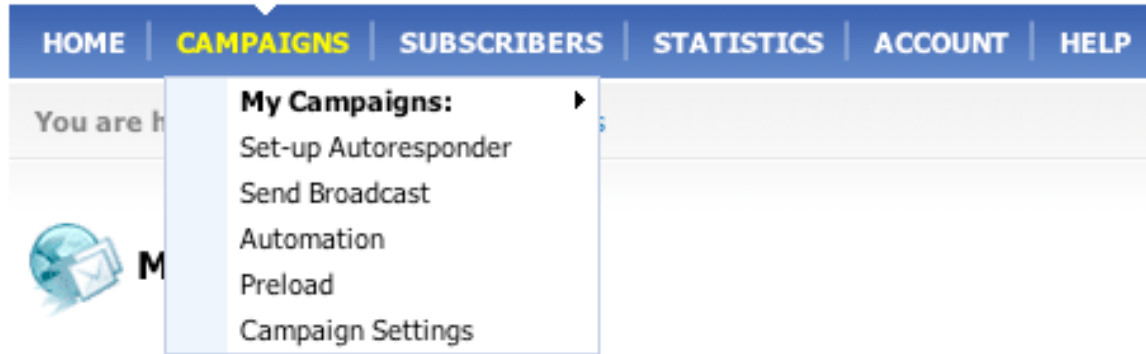 HOME CAMPAIGNS SUBSCRIBERS STATISTICS ACCOUNT HELP
My Campaigns:
You are
Set-up Autoresponder
Send Broadcast
Automation
Preload
Campaign Settings